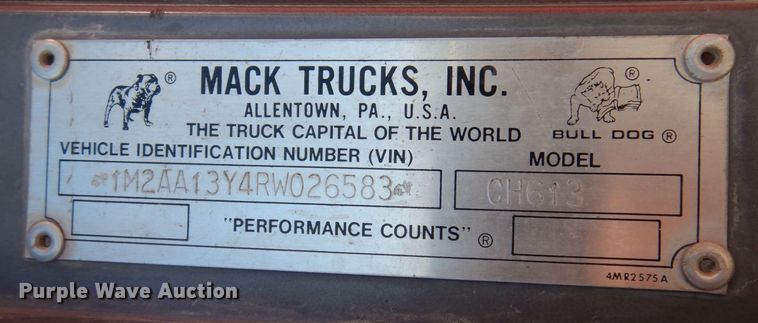 MACK TRUCKS, INC.
ALLENTOWN, PA., U.S.A.
THE TRUCK CAPITAL OF THE WORLD
®
®
BULL DOG ®
VEHICLE IDENTIFICATION NUMBER (VIN)
MODEL
1M2AA13Y4RW026583
CH613
"PERFORMANCE COUNTS" ®
4MR2575A
Purple Wave Auction